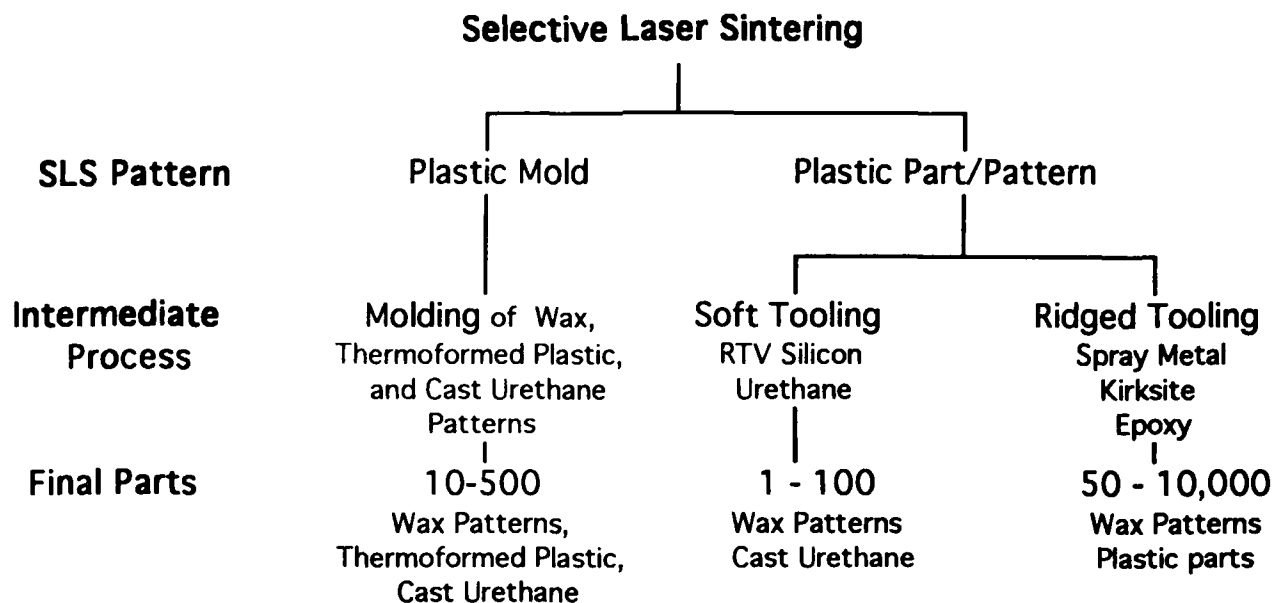 Selective Laser Sintering
SLS Pattern
Plastic Mold
Plastic Part/Pattern
Intermediate
Process
Molding of Wax,
Thermoformed Plastic,
and Cast Urethane
Patterns
Soft Tooling
RTV Silicon
Urethane
Ridged Tooling
Spray Metal
Kirksite
Epoxy
Final Parts
10-500
Wax Patterns,
Thermoformed Plastic,
Cast Urethane
1 - 100
Wax Patterns
Cast Urethane
50 - 10,000
Wax Patterns
Plastic parts